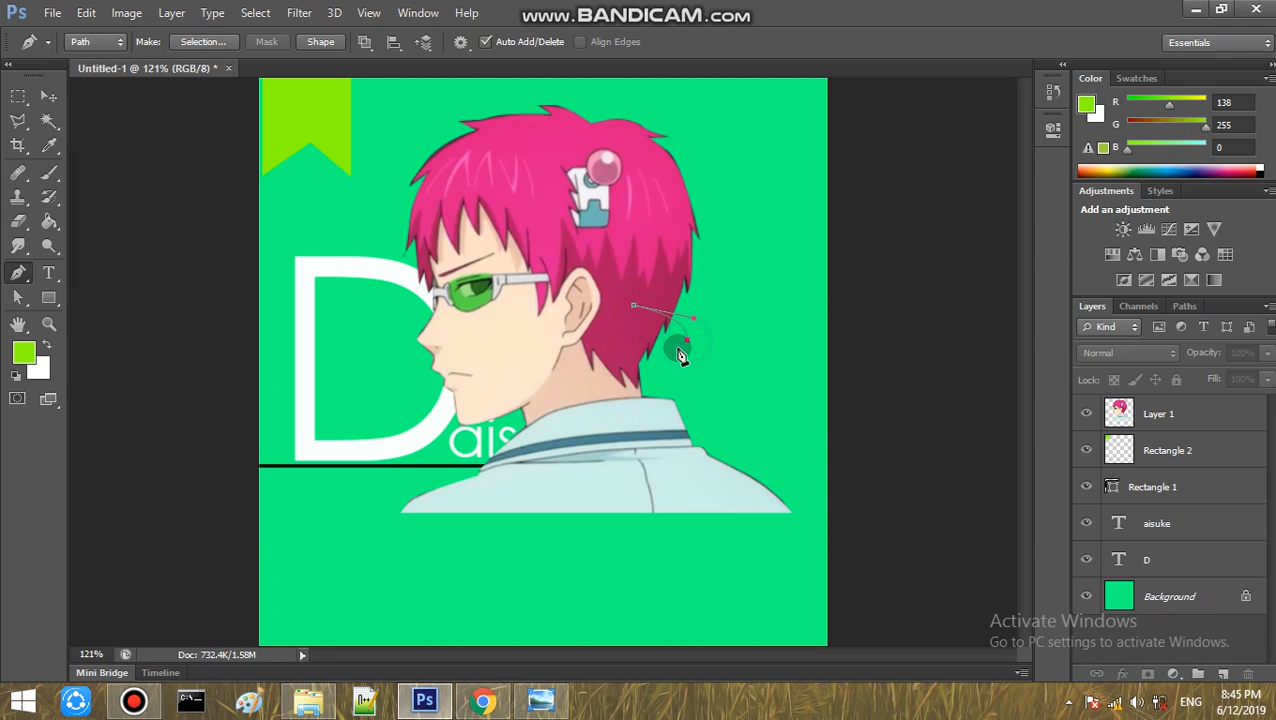 www.BANDICAM.com
Ps File Edit Image Layer Type Select Filter 3D View Window Help
Path Make: Selection... Mask Shape Auto Add/Delete Align Edges Essentials
Untitled-1 @ 121% (RGB/8) * ×
Color Swatches
R 138
G 255
B 0
Adjustments Styles
Add an adjustment
Layers Channels Paths
Kind
Normal Opacity: 100%
Lock: Fill: 100%
Layer 1
Rectangle 2
Rectangle 1
T aisuke
T D
Background
D
ais
Activate Windows
Go to PC settings to activate Windows.
121% Doc: 732.4K/1.58M
Mini Bridge Timeline
Ps ENG 8:45 PM
6/12/2019